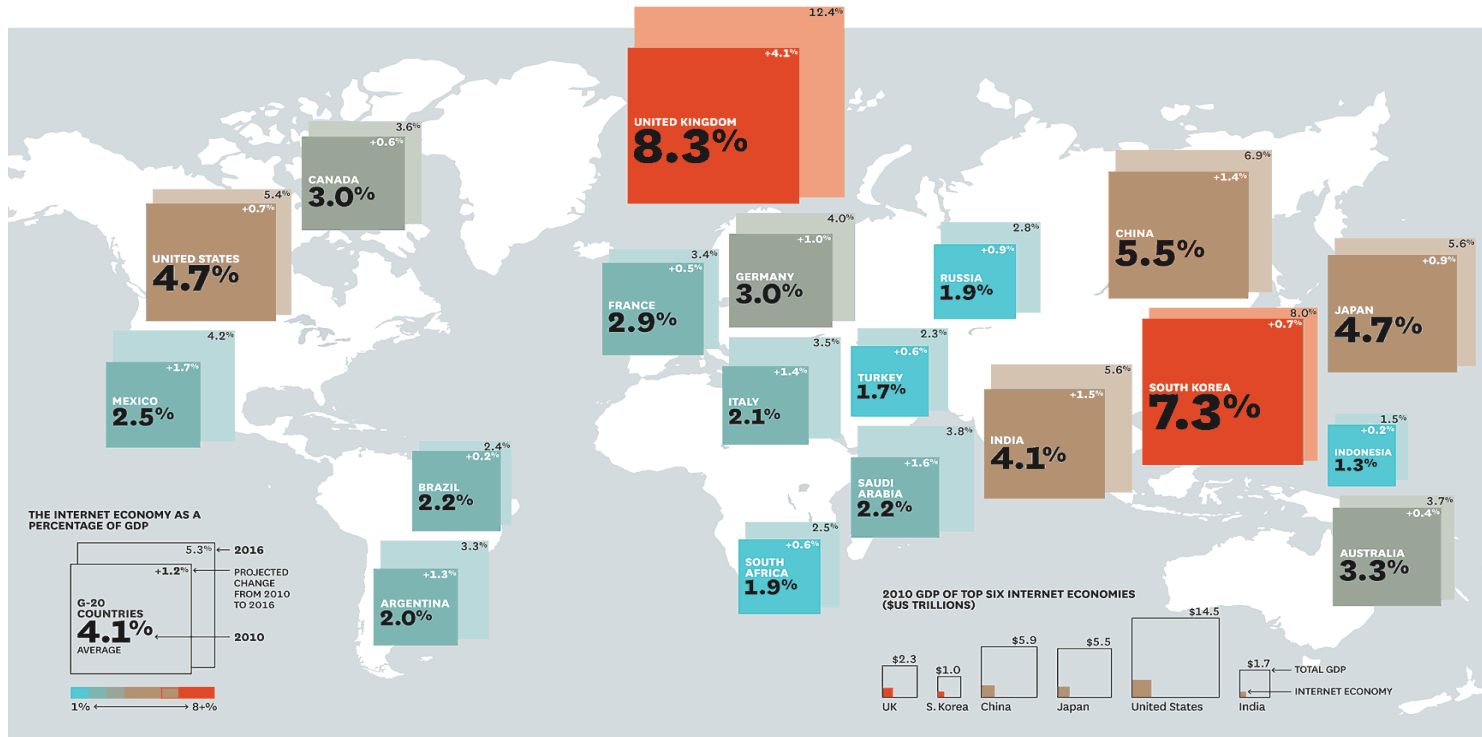 12.4%
+4.1%
UNITED KINGDOM
8.3%
3.6%
+0.6%
CANADA
3.0%
5.4%
+0.7%
UNITED STATES
4.7%
4.2%
+1.7%
MEXICO
2.5%
2.4%
+0.2%
BRAZIL
2.2%
3.3%
+1.3%
ARGENTINA
2.0%
3.4%
+0.5%
FRANCE
2.9%
4.0%
+1.0%
GERMANY
3.0%
3.5%
+1.4%
ITALY
2.1%
2.8%
+0.9%
RUSSIA
1.9%
2.3%
+0.6%
TURKEY
1.7%
3.8%
+1.6%
SAUDI
ARABIA
2.2%
2.5%
+0.6%
SOUTH
AFRICA
1.9%
6.9%
+1.4%
CHINA
5.5%
5.6%
+1.5%
INDIA
4.1%
8.0%
+0.7%
SOUTH KOREA
7.3%
5.6%
+0.9%
JAPAN
4.7%
1.5%
+0.2%
INDONESIA
1.3%
3.7%
+0.4%
AUSTRALIA
3.3%
THE INTERNET ECONOMY AS A
PERCENTAGE OF GDP
5.3%
2016
+1.2%
PROJECTED
CHANGE
FROM 2010
TO 2016
G-20
COUNTRIES
4.1%
AVERAGE
2010
1%
8+%
2010 GDP OF TOP SIX INTERNET ECONOMIES
($US TRILLIONS)
$2.3
UK
$1.0
S. Korea
$5.9
China
$5.5
Japan
$14.5
United States
$1.7
India
TOTAL GDP
INTERNET ECONOMY